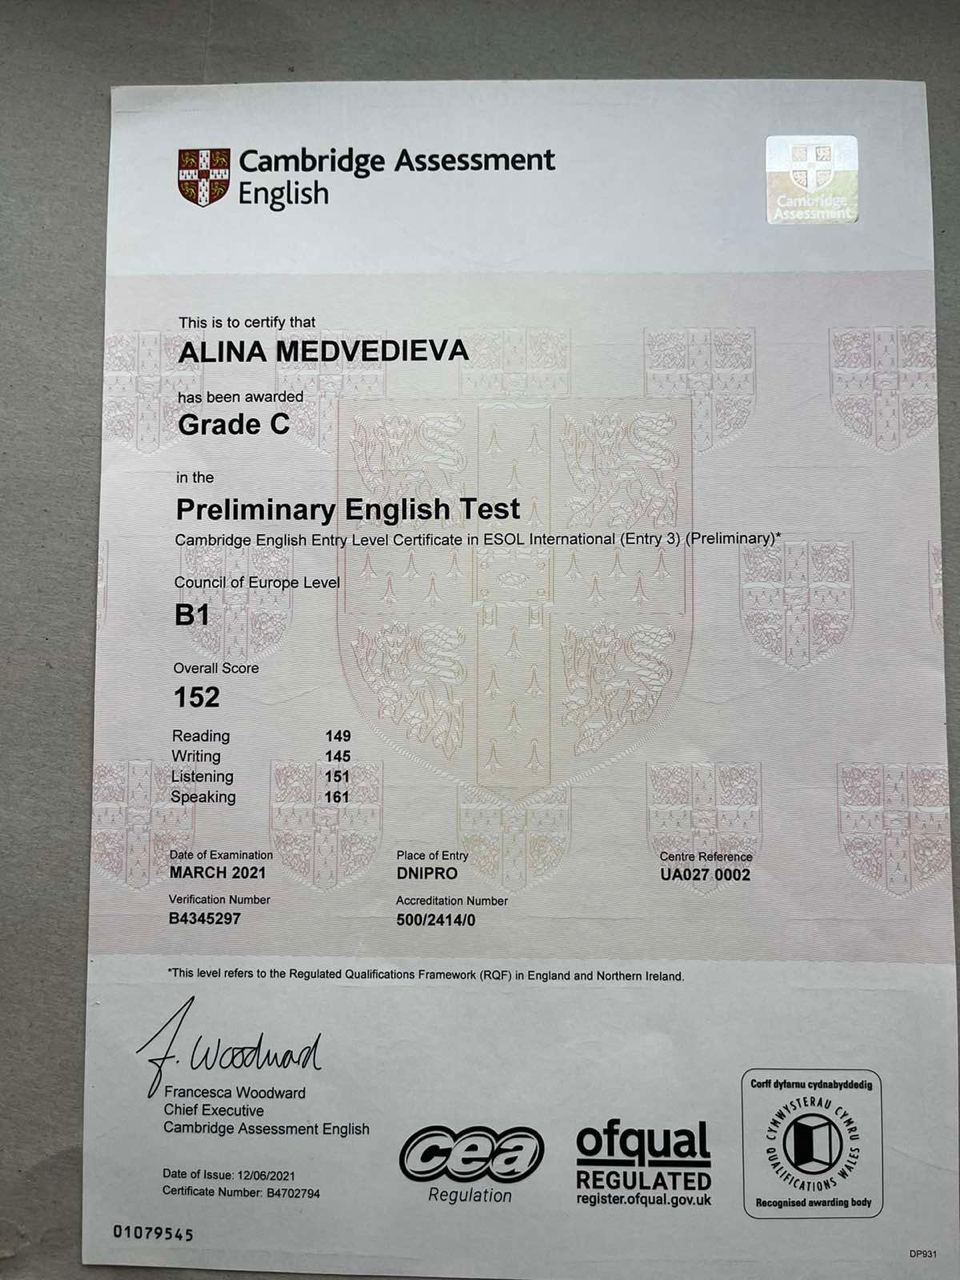 Cambridge Assessment
English
Cambridge
Assessment
This is to certify that
ALINA MEDVEDIEVA
has been awarded
Grade C
in the
Preliminary English Test
Cambridge English Entry Level Certificate in ESOL International (Entry 3) (Preliminary)*
Council of Europe Level
B1
Overall Score
152
Reading 149
Writing 145
Listening 151
Speaking 161
Date of Examination Place of Entry Centre Reference
MARCH 2021 DNIPRO UA027 0002
Verification Number Accreditation Number
B4345297 500/2414/0
*This level refers to the Regulated Qualifications Framework (RQF) in England and Northern Ireland.
F. Woodward
Francesca Woodward
Chief Executive
Cambridge Assessment English
Date of Issue: 12/06/2021
Certificate Number: B4702794
cea
Regulation
ofqual
REGULATED
register.ofqual.gov.uk
Corff dyfarnu cydnabyddedig
CYMWYSTERAU CYMRU
QUALIFICATIONS WALES
Recognised awarding body
01079545
DP931